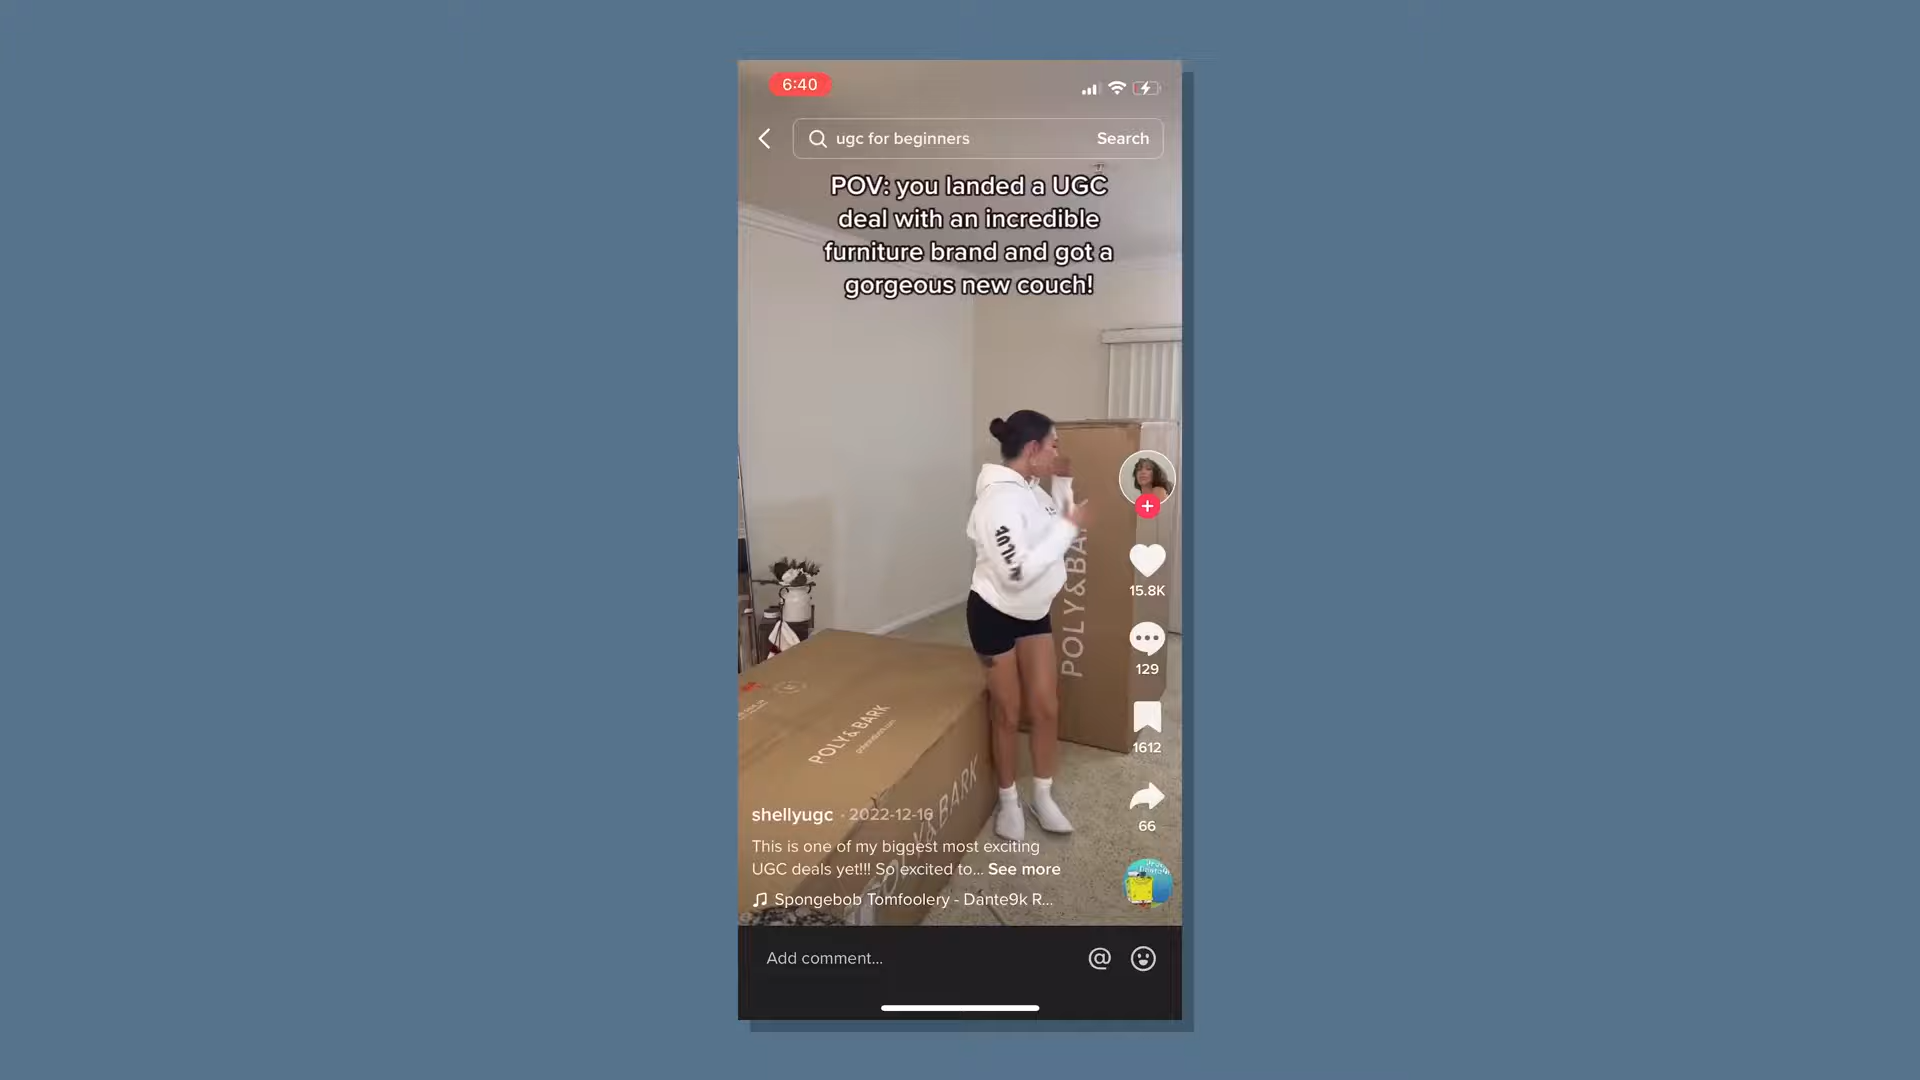 6:40
ugc for beginners
Search
POV: you landed a UGC
deal with an incredible
furniture brand and got a
gorgeous new couch!
POLY&BARK
15.8K
129
1612
66
POLY & BARK
POLY&BARK
shellyugc · 2022-12-16
This is one of my biggest most exciting
UGC deals yet!!! So excited to... See more
Spongebob Tomfoolery - Dante9k R...
Add comment...
@